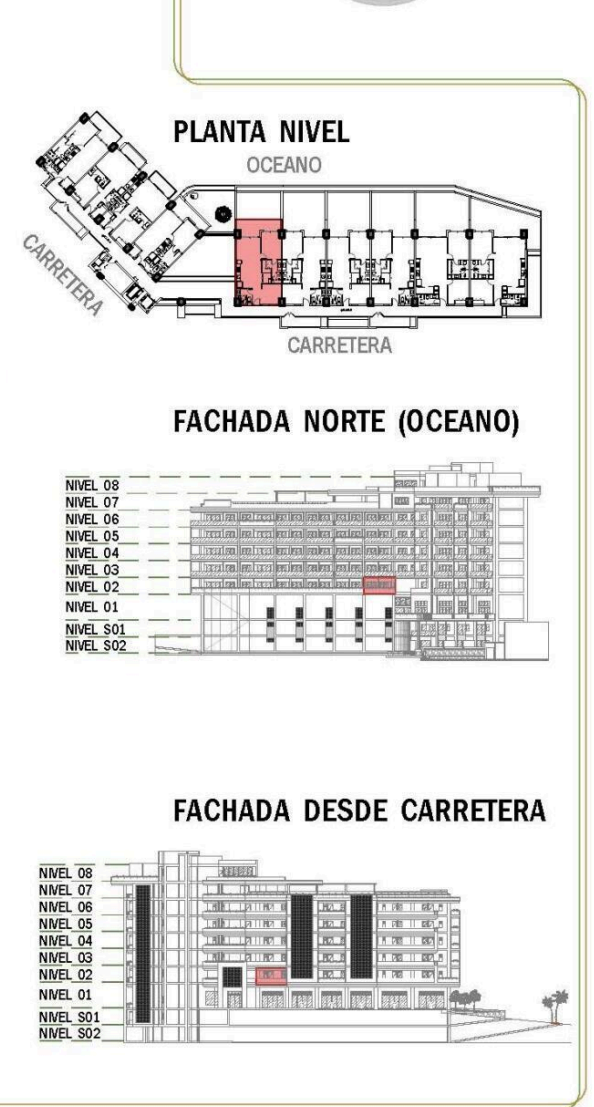 PLANTA NIVEL
OCEANO
CARRETERA
CARRETERA
FACHADA NORTE (OCEANO)
NIVEL 08
NIVEL 07
NIVEL 06
NIVEL 05
NIVEL 04
NIVEL 03
NIVEL 02
NIVEL 01
NIVEL S01
NIVEL S02
FACHADA DESDE CARRETERA
NIVEL 08
NIVEL 07
NIVEL 06
NIVEL 05
NIVEL 04
NIVEL 03
NIVEL 02
NIVEL 01
NIVEL S01
NIVEL S02